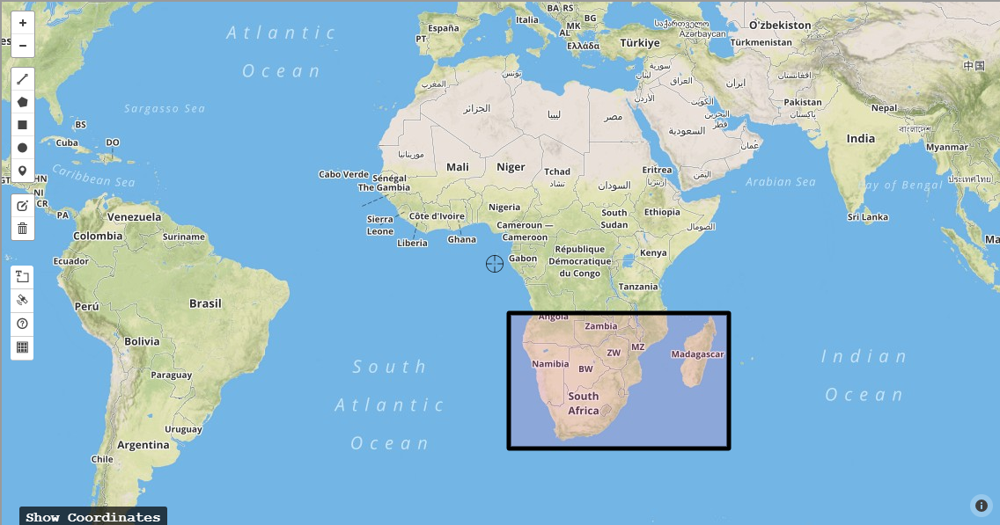 BA RS
Italia
BG
MK
AL
España
PT
Ελλάδα
Türkiye
საქართველო
Azərbaycan
O'zbekiston
Türkmenistan
中国
Atlantic
Ocean
Sargasso Sea
BS
Cuba
DO
Caribbean Sea
HN
NI
CR
PA
المغرب
تونس
الجزائر
ليبيا
مصر
سوريا
لبنان
الأردن
العراق
الكويت
ایران
البحرين
قطر
السعودية
عمان
اليمن
افغانستان
Pakistan
پاکستان
Nepal
India
বাংলাদেশ
Myanmar
ประเทศไทย
Arabian Sea
ay of Bengal
Sri Lanka
Ma
موريتانيا
Mali
Niger
Tchad
تشاد
السودان
Eritrea
إرتريا
Cabo Verde
Sénégal
The Gambia
Sierra
Leone
Liberia
Côte d'Ivoire
Ghana
Nigeria
Cameroun —
Cameroon
South
Sudan
Ethiopia
الصومال
Gabon
République
Démocratique
du Congo
Kenya
Tanzania
Venezuela
Colombia
Suriname
Ecuador
Perú
Brasil
Bolivia
Paraguay
Uruguay
Argentina
Chile
South
Atlantic
Ocean
Angola
Zambia
ZW
MZ
Madagascar
Namibia
BW
South
Africa
Indian
Ocean
Show Coordinates